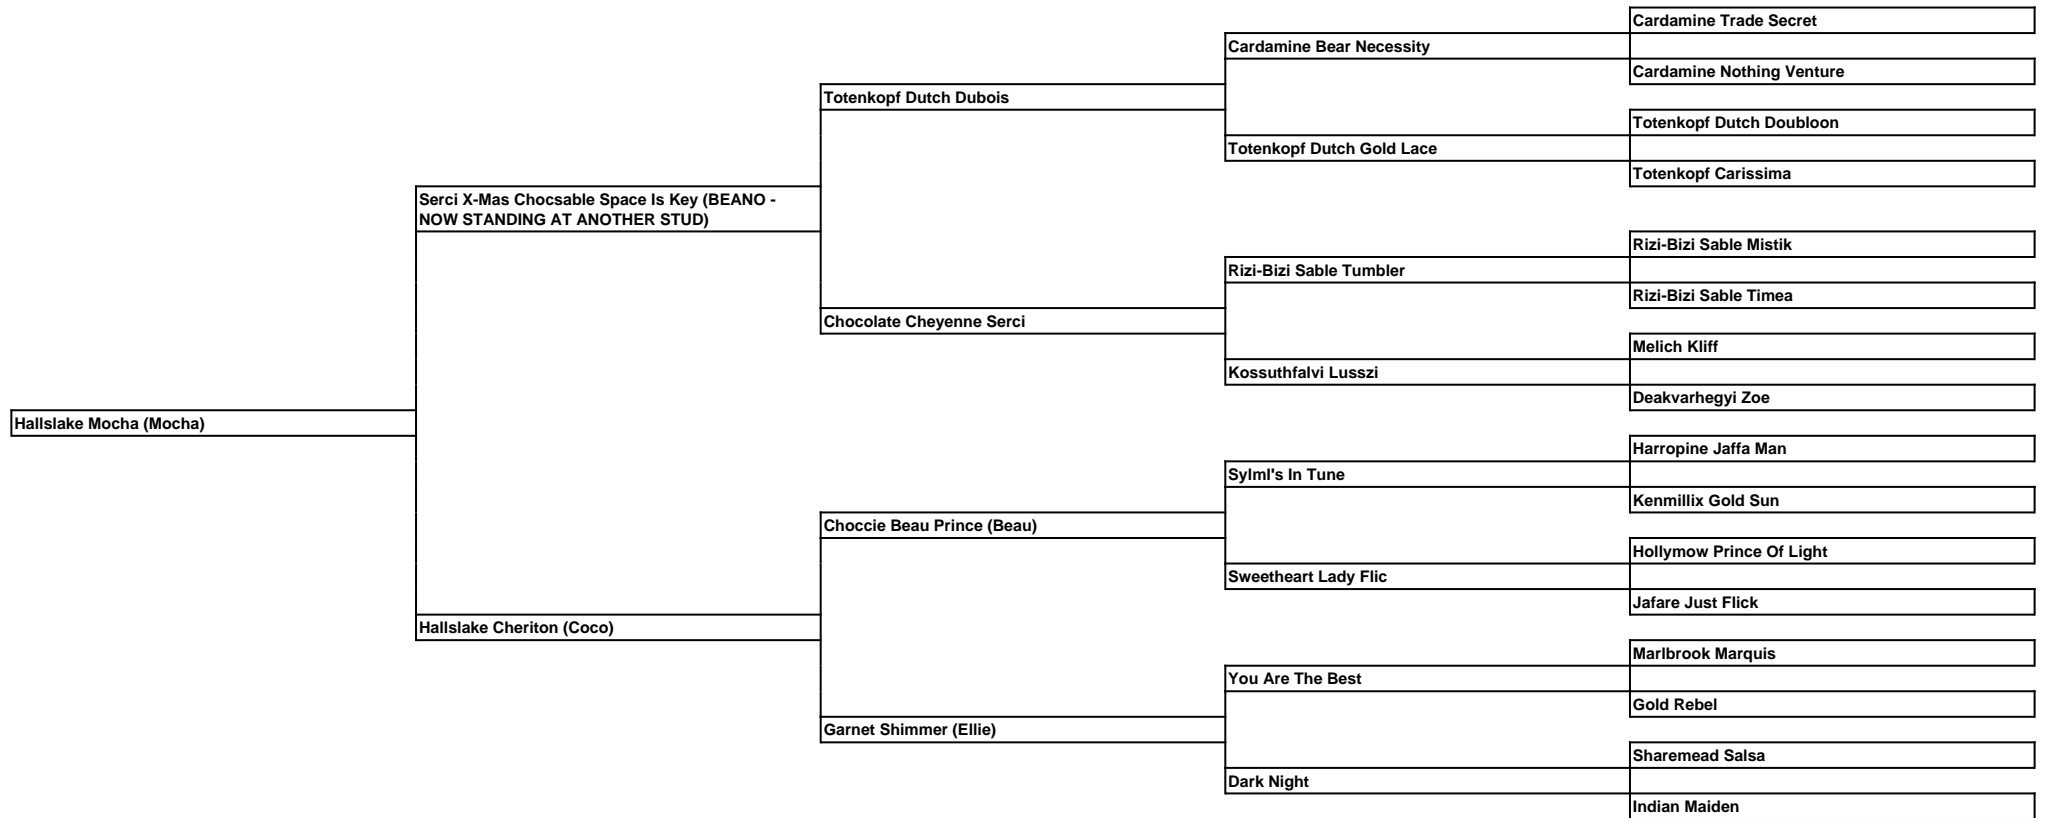 Cardamine Trade Secret
Cardamine Bear Necessity
Cardamine Nothing Venture
Totenkopf Dutch Dubois
Totenkopf Dutch Doubloon
Totenkopf Dutch Gold Lace
Totenkopf Carissima
Serci X-Mas Chocsable Space Is Key (BEANO -
NOW STANDING AT ANOTHER STUD)
Rizi-Bizi Sable Mistik
Rizi-Bizi Sable Tumbler
Rizi-Bizi Sable Timea
Chocolate Cheyenne Serci
Melich Kliff
Kossuthfalvi Lusszi
Deakvarhegyi Zoe
Hallslake Mocha (Mocha)
Harropine Jaffa Man
Sylml's In Tune
Kenmillix Gold Sun
Choccie Beau Prince (Beau)
Hollymow Prince Of Light
Sweetheart Lady Flic
Jafare Just Flick
Hallslake Cheriton (Coco)
Marlbrook Marquis
You Are The Best
Gold Rebel
Garnet Shimmer (Ellie)
Sharemead Salsa
Dark Night
Indian Maiden